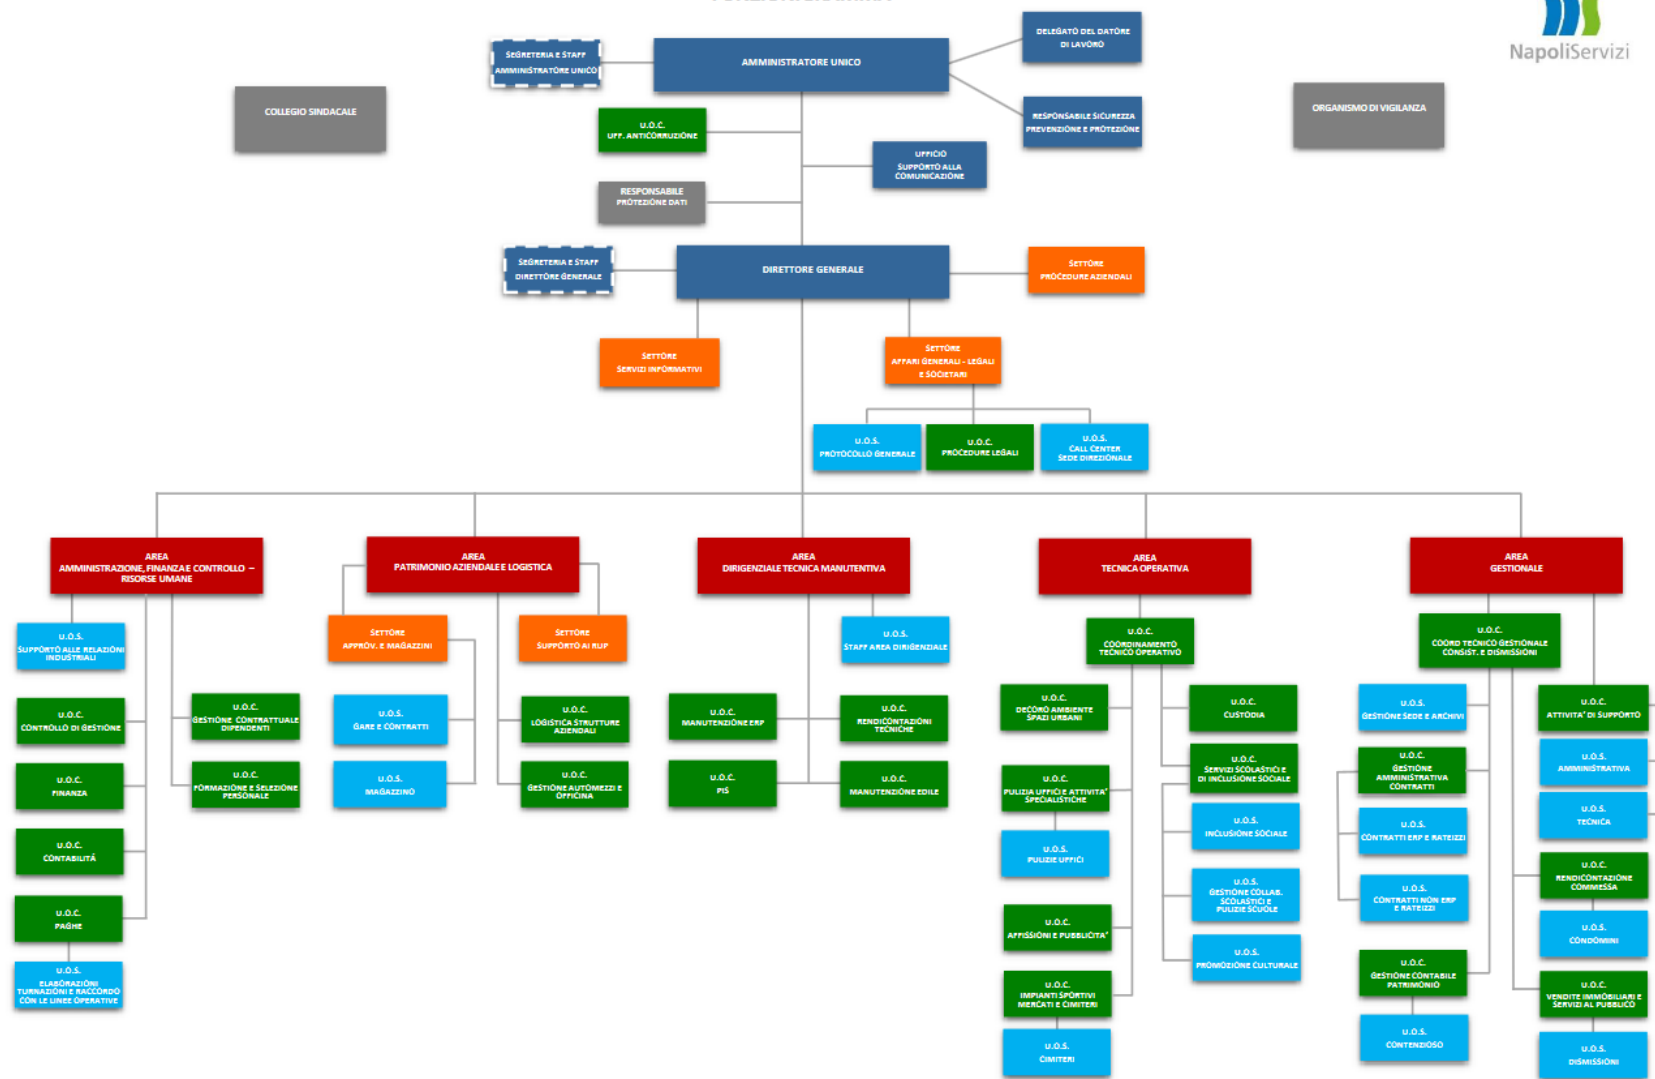 NapoliServizi
SEGRETERIA E STAFF
AMMINISTRATORE UNICO
AMMINISTRATORE UNICO
DELEGATO DEL DATORE
DI LAVORO
COLLEGIO SINDACALE
U.O.C.
UFF. ANTICORRUZIONE
RESPONSABILE SICUREZZA
PREVENZIONE E PROTEZIONE
ORGANISMO DI VIGILANZA
UFFICIO
SUPPORTO ALLA
COMUNICAZIONE
RESPONSABILE
PROTEZIONE DATI
SEGRETERIA E STAFF
DIRETTORE GENERALE
DIRETTORE GENERALE
SETTORE
PROCEDURE AZIENDALI
SETTORE
SERVIZI INFORMATIVI
SETTORE
AFFARI GENERALI - LEGALI
E SOCIETARI
U.O.S.
PROTOCOLLO GENERALE
U.O.C.
PROCEDURE LEGALI
U.O.S.
CALL CENTER
SEDE DIREZIONALE
AREA
AMMINISTRAZIONE, FINANZA E CONTROLLO –
RISORSE UMANE
AREA
PATRIMONIO AZIENDALE E LOGISTICA
AREA
DIRIGENZIALE TECNICA MANUTENTIVA
AREA
TECNICA OPERATIVA
AREA
GESTIONALE
U.O.S.
SUPPORTO ALLE RELAZIONI
INDUSTRIALI
U.O.C.
CONTROLLO DI GESTIONE
U.O.C.
GESTIONE CONTRATTUALE
DIPENDENTI
U.O.C.
FINANZA
U.O.C.
FORMAZIONE E SELEZIONE
PERSONALE
U.O.C.
CONTABILITÁ
U.O.C.
PAGHE
U.O.S.
ELABORAZIONI
TURNAZIONI E RACCORDO
CON LE LINEE OPERATIVE
SETTORE
APPROV. E MAGAZZINI
SETTORE
SUPPORTO AI RUP
U.O.S.
GARE E CONTRATTI
U.O.C.
LOGISTICA STRUTTURE
AZIENDALI
U.O.S.
MAGAZZINO
U.O.C.
GESTIONE AUTOMEZZI E
OFFICINA
U.O.S.
STAFF AREA DIRIGENZIALE
U.O.C.
MANUTENZIONE ERP
U.O.C.
RENDICONTAZIONI
TECNICHE
U.O.C.
PIS
U.O.C.
MANUTENZIONE EDILE
U.O.C.
COORDINAMENTO
TECNICO OPERATIVO
U.O.C.
DECORO AMBIENTE
SPAZI URBANI
U.O.C.
CUSTODIA
U.O.C.
PULIZIA UFFICI E ATTIVITA'
SPECIALISTICHE
U.O.C.
SERVIZI SCOLASTICI E
DI INCLUSIONE SOCIALE
U.O.S.
PULIZIE UFFICI
U.O.S.
INCLUSIONE SOCIALE
U.O.S.
GESTIONE COLLAB.
SCOLASTICI E
PULIZIE SCUOLE
U.O.C.
AFFISSIONI E PUBBLICITA'
U.O.S.
PROMOZIONE CULTURALE
U.O.C.
IMPIANTI SPORTIVI
MERCATI E CIMITERI
U.O.S.
CIMITERI
U.O.C.
COORD TECNICO GESTIONALE
CONSIST. E DISMISSIONI
U.O.S.
GESTIONE SEDE E ARCHIVI
U.O.C.
ATTIVITA' DI SUPPORTO
U.O.C.
GESTIONE
AMMINISTRATIVA
CONTRATTI
U.O.S.
AMMINISTRATIVA
U.O.S.
CONTRATTI ERP E RATEIZZI
U.O.S.
TECNICA
U.O.S.
CONTRATTI NON ERP
E RATEIZZI
U.O.C.
RENDICONTAZIONE
COMMESSA
U.O.S.
CONDOMINI
U.O.C.
GESTIONE CONTABILE
PATRIMONIO
U.O.C.
VENDITE IMMOBILIARI E
SERVIZI AL PUBBLICO
U.O.S.
CONTENZIOSO
U.O.S.
DISMISSIONI